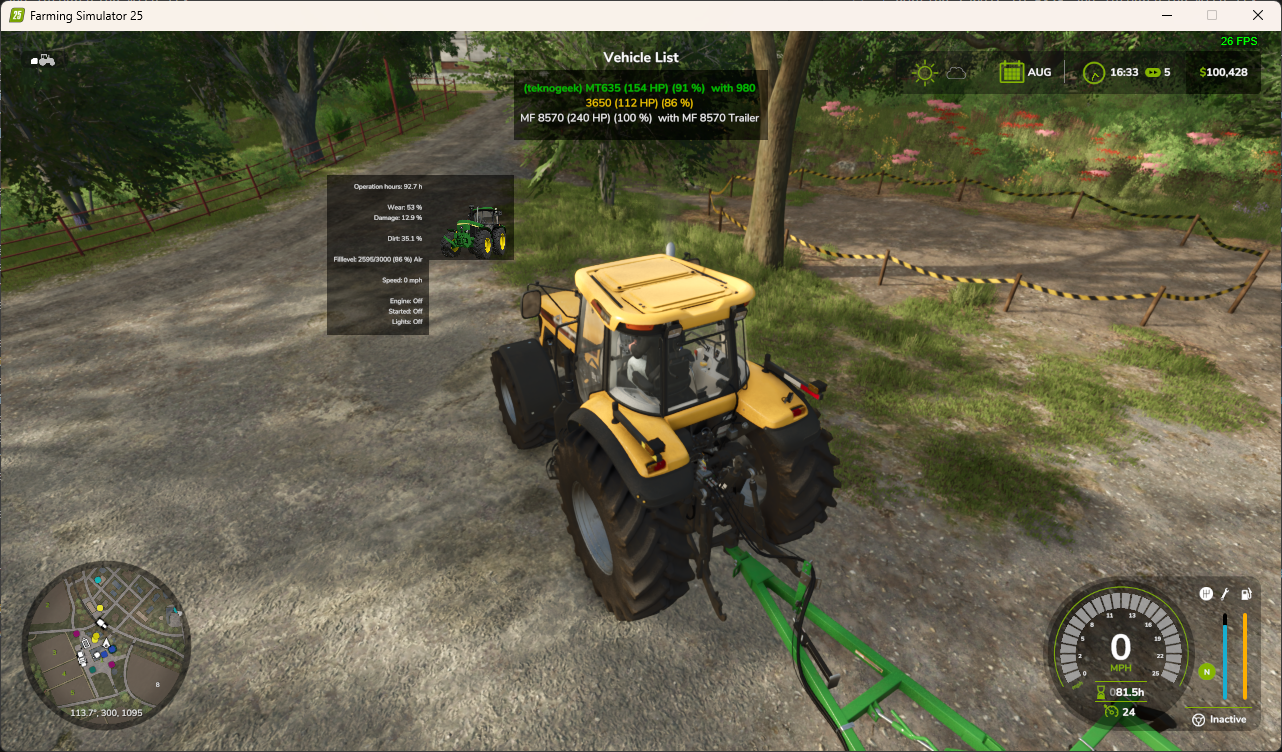 25 Farming Simulator 25
26 FPS
Vehicle List
AUG
16:33
5
$100,428
(teknogeek) MT635 (154 HP) (91 %) with 980
3650 (112 HP) (86 %)
MF 8570 (240 HP) (100 %) with MF 8570 Trailer
Operation hours: 92.7 h
Wear: 53 %
Damage: 12.9 %
Dirt: 35.1 %
Filllevel: 2595/3000 (86 %) Air
Speed: 0 mph
Engine: Off
Started: Off
Lights: Off
2
3
4
5
8
113.7°, 300, 1095
0
2
5
8
11
13
16
19
22
25
0
MPH
081.5h
24
N
Inactive